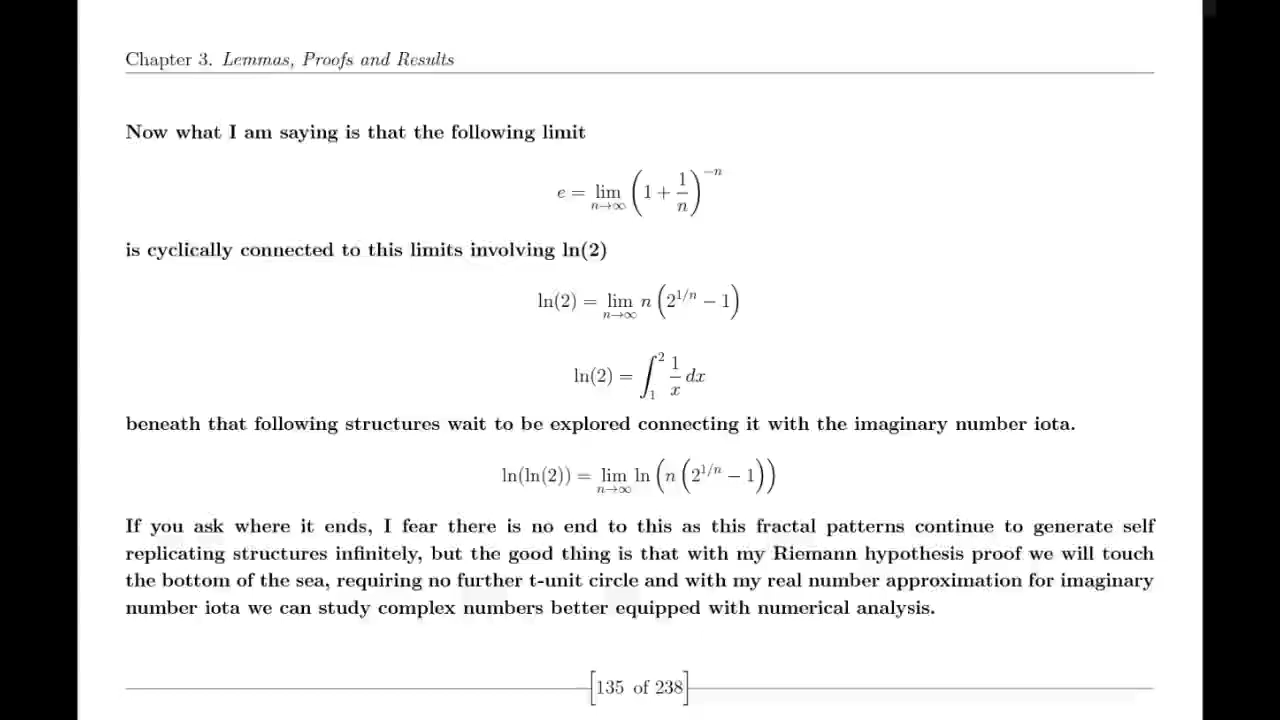 Chapter 3. Lemmas, Proofs and Results
Now what I am saying is that the following limit
e = lim_{n→∞} (1 + 1/n)^{−n}
is cyclically connected to this limits involving ln(2)
ln(2) = lim_{n→∞} n (2^{1/n} − 1)
ln(2) = ∫_1^2 1/x dx
beneath that following structures wait to be explored connecting it with the imaginary number iota.
ln(ln(2)) = lim_{n→∞} ln (n (2^{1/n} − 1))
If you ask where it ends, I fear there is no end to this as this fractal patterns continue to generate self
replicating structures infinitely, but the good thing is that with my Riemann hypothesis proof we will touch
the bottom of the sea, requiring no further t-unit circle and with my real number approximation for imaginary
number iota we can study complex numbers better equipped with numerical analysis.
[135 of 238]